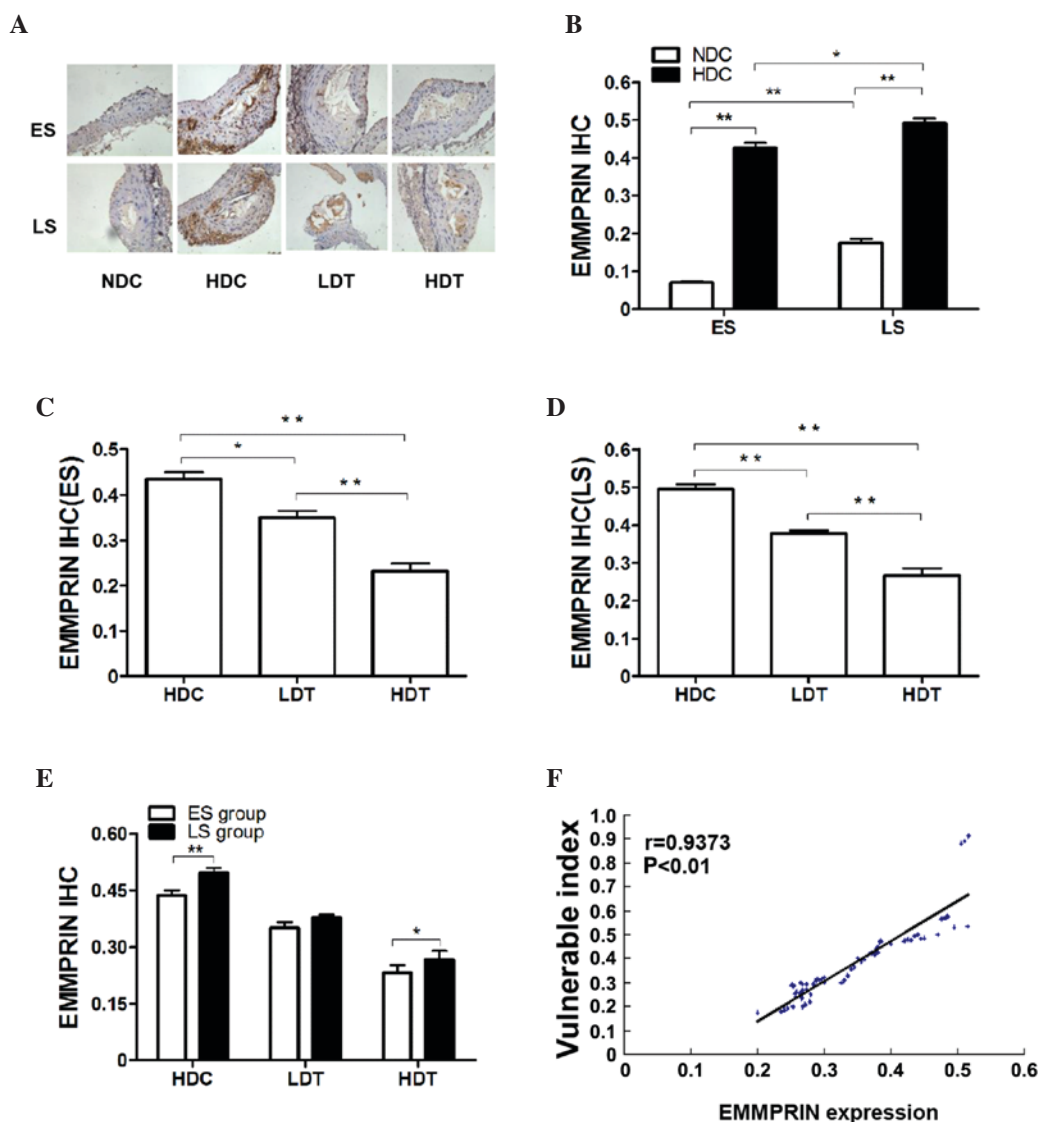 A
ES
LS
NDC HDC LDT HDT
B
NDC
HDC
EMMPRIN IHC
0.6
0.5
0.4
0.3
0.2
0.1
0
**
**
**
*
ES LS
C
EMMPRIN IHC(ES)
0.5
0.4
0.3
0.2
0.1
0
* *
*
* *
HDC LDT HDT
D
EMMPRIN IHC(LS)
0.6
0.5
0.4
0.3
0.2
0.1
0
* *
* *
* *
HDC LDT HDT
E
ES group
LS group
EMMPRIN IHC
0.60
0.45
0.30
0.15
0
**
*
HDC LDT HDT
F
Vulnerable index
1.0
0.9
0.8
0.7
0.6
0.5
0.4
0.3
0.2
0.1
0
r=0.9373
P<0.01
0 0.1 0.2 0.3 0.4 0.5 0.6
EMMPRIN expression